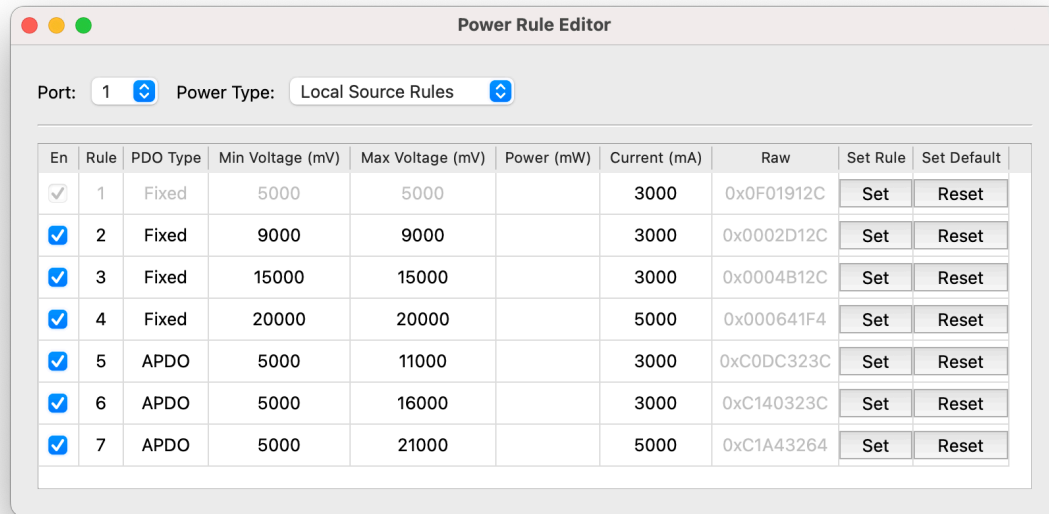 Power Rule Editor
Port: 1 Power Type: Local Source Rules
En Rule PDO Type Min Voltage (mV) Max Voltage (mV) Power (mW) Current (mA) Raw Set Rule Set Default
1 Fixed 5000 5000 3000 0x0F01912C Set Reset
2 Fixed 9000 9000 3000 0x0002D12C Set Reset
3 Fixed 15000 15000 3000 0x0004B12C Set Reset
4 Fixed 20000 20000 5000 0x000641F4 Set Reset
5 APDO 5000 11000 3000 0xC0DC323C Set Reset
6 APDO 5000 16000 3000 0xC140323C Set Reset
7 APDO 5000 21000 5000 0xC1A43264 Set Reset